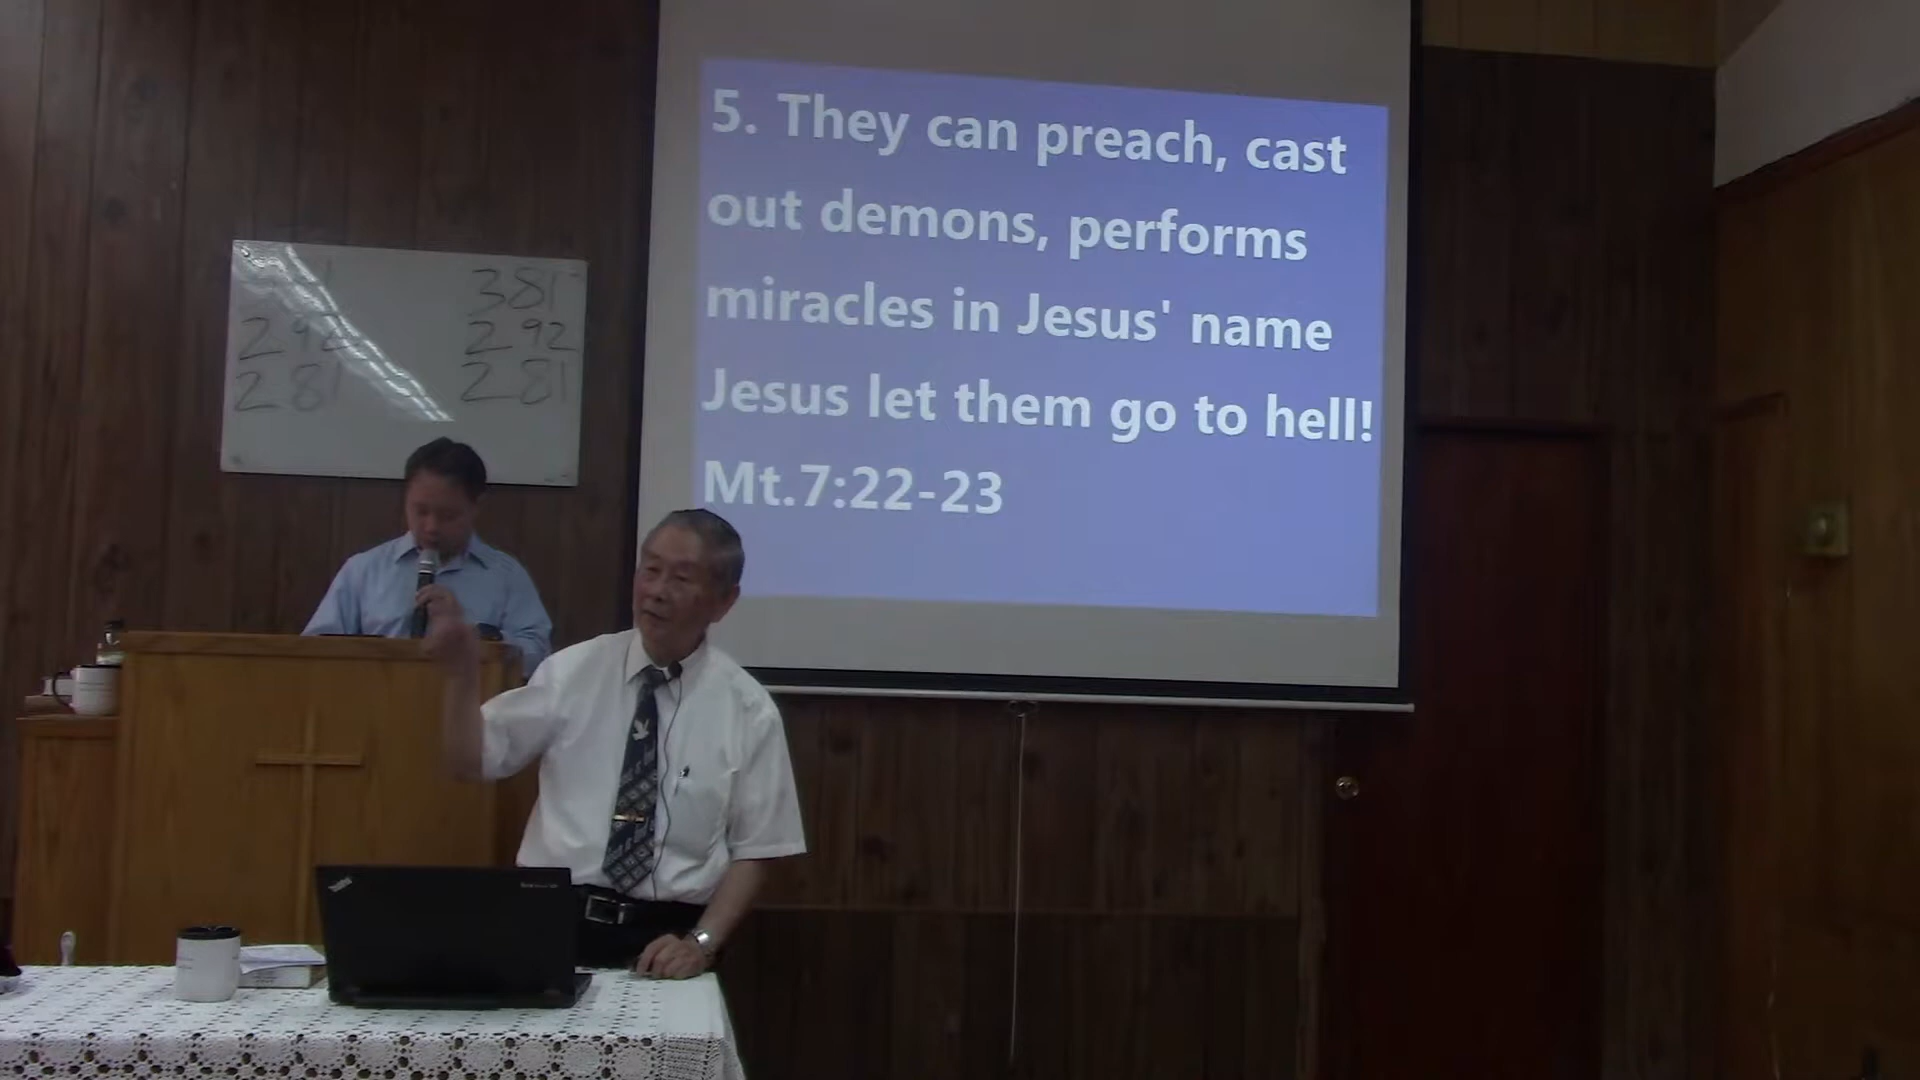 5. They can preach, cast
out demons, performs
miracles in Jesus' name
Jesus let them go to hell!
Mt.7:22-23
381
292
281
292
281
ThinkPad